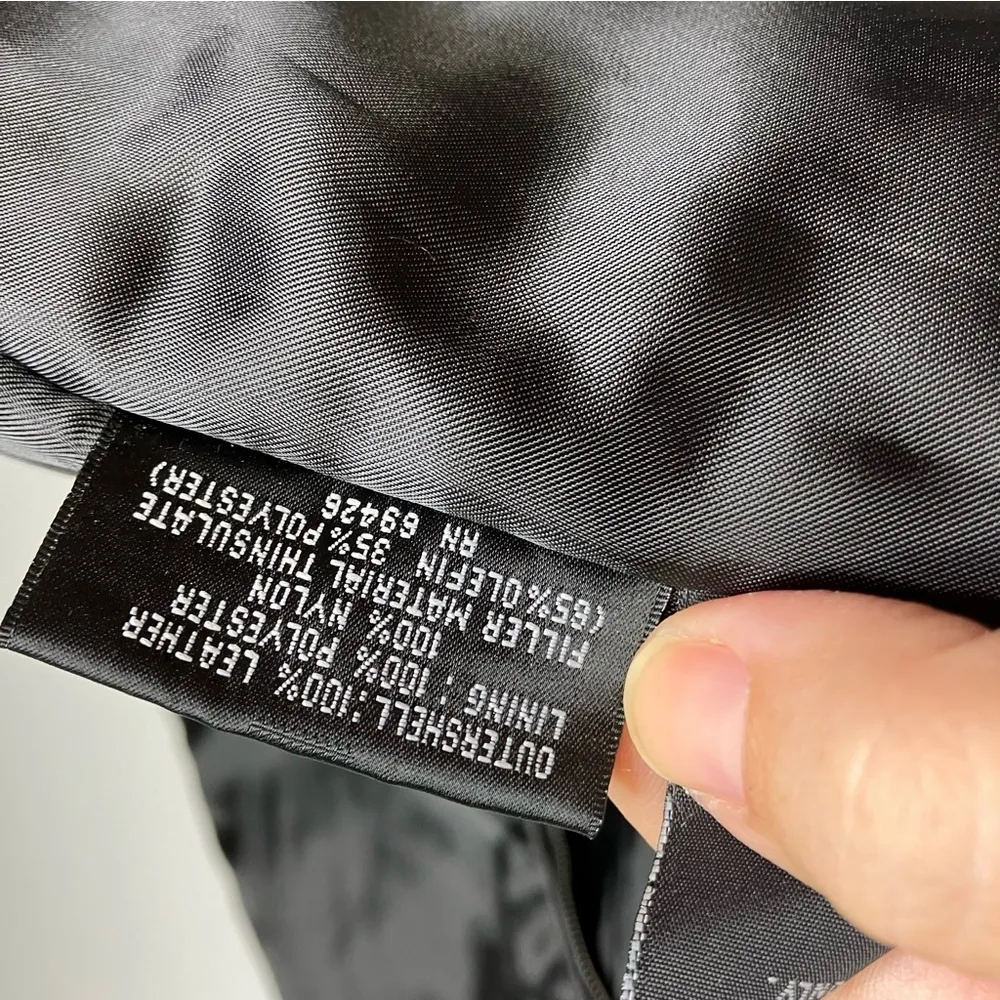 OUTERSHELL:100% LEATHER
LINING : 100% POLYESTER
100% NYLON
FILLER MATERIAL THINSULATE
(65% OLEFIN 35% POLYESTER)
RN 69426